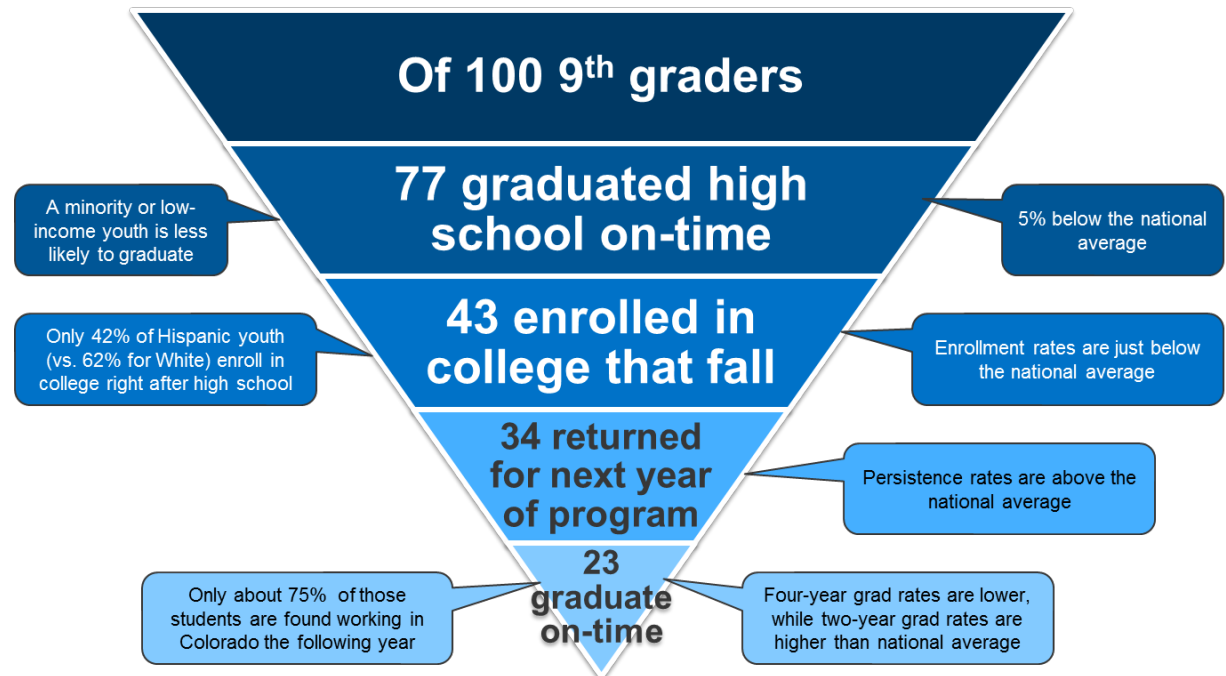 Of 100 9th graders
77 graduated high
school on-time
A minority or low-
income youth is less
likely to graduate
5% below the national
average
43 enrolled in
college that fall
Only 42% of Hispanic youth
(vs. 62% for White) enroll in
college right after high school
Enrollment rates are just below
the national average
34 returned
for next year
of program
Persistence rates are above the
national average
23
graduate
on-time
Only about 75% of those
students are found working in
Colorado the following year
Four-year grad rates are lower,
while two-year grad rates are
higher than national average